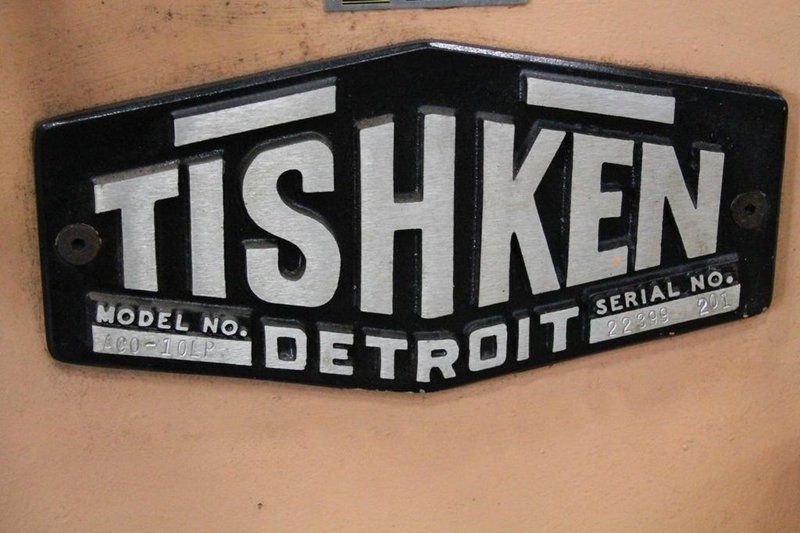 TISHKEN
MODEL NO.
ACO-10LP
DETROIT
SERIAL NO.
22399 201